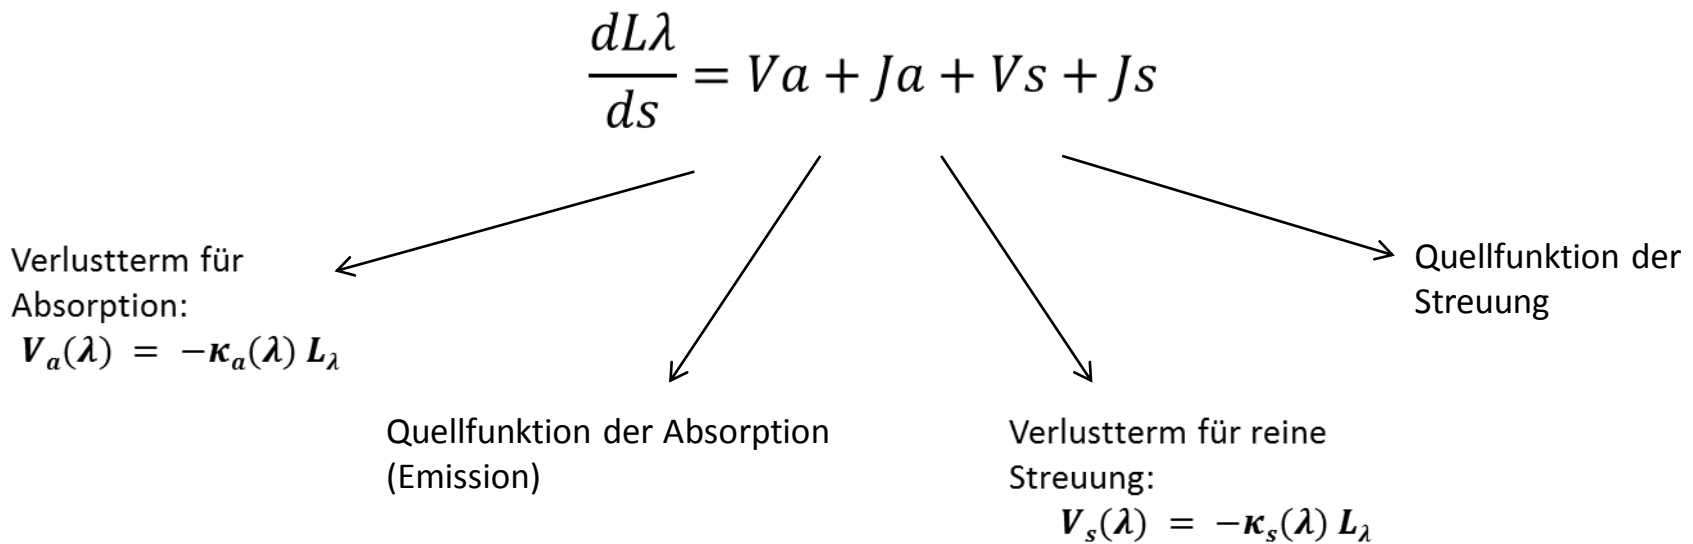 dLλ/ds = Va + Ja + Vs + Js
Verlustterm für
Absorption:
V_a(λ) = −κ_a(λ) L_λ
Quellfunktion der Absorption
(Emission)
Verlustterm für reine
Streuung:
V_s(λ) = −κ_s(λ) L_λ
Quellfunktion der
Streuung